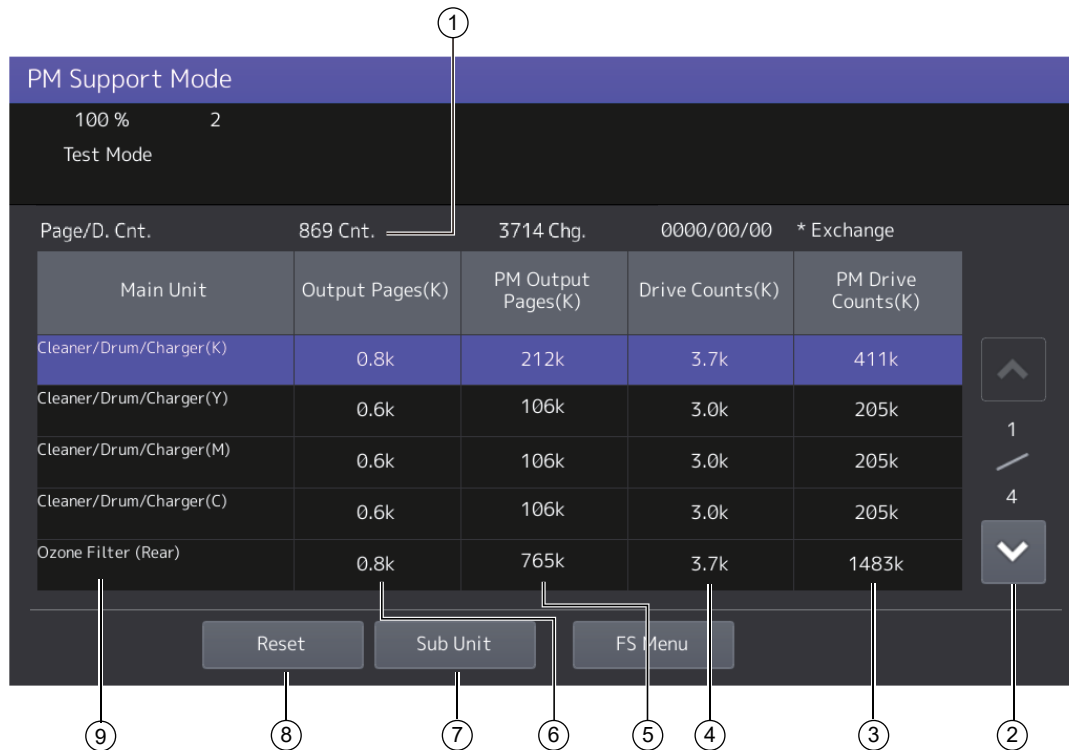 1
PM Support Mode
100 % 2
Test Mode
Page/D. Cnt. 869 Cnt. 3714 Chg. 0000/00/00 * Exchange
Main Unit Output Pages(K) PM Output Pages(K) Drive Counts(K) PM Drive Counts(K)
Cleaner/Drum/Charger(K) 0.8k 212k 3.7k 411k
Cleaner/Drum/Charger(Y) 0.6k 106k 3.0k 205k
Cleaner/Drum/Charger(M) 0.6k 106k 3.0k 205k
Cleaner/Drum/Charger(C) 0.6k 106k 3.0k 205k
Ozone Filter (Rear) 0.8k 765k 3.7k 1483k
1 / 4
Reset Sub Unit FS Menu
9 8 7 6 5 4 3 2